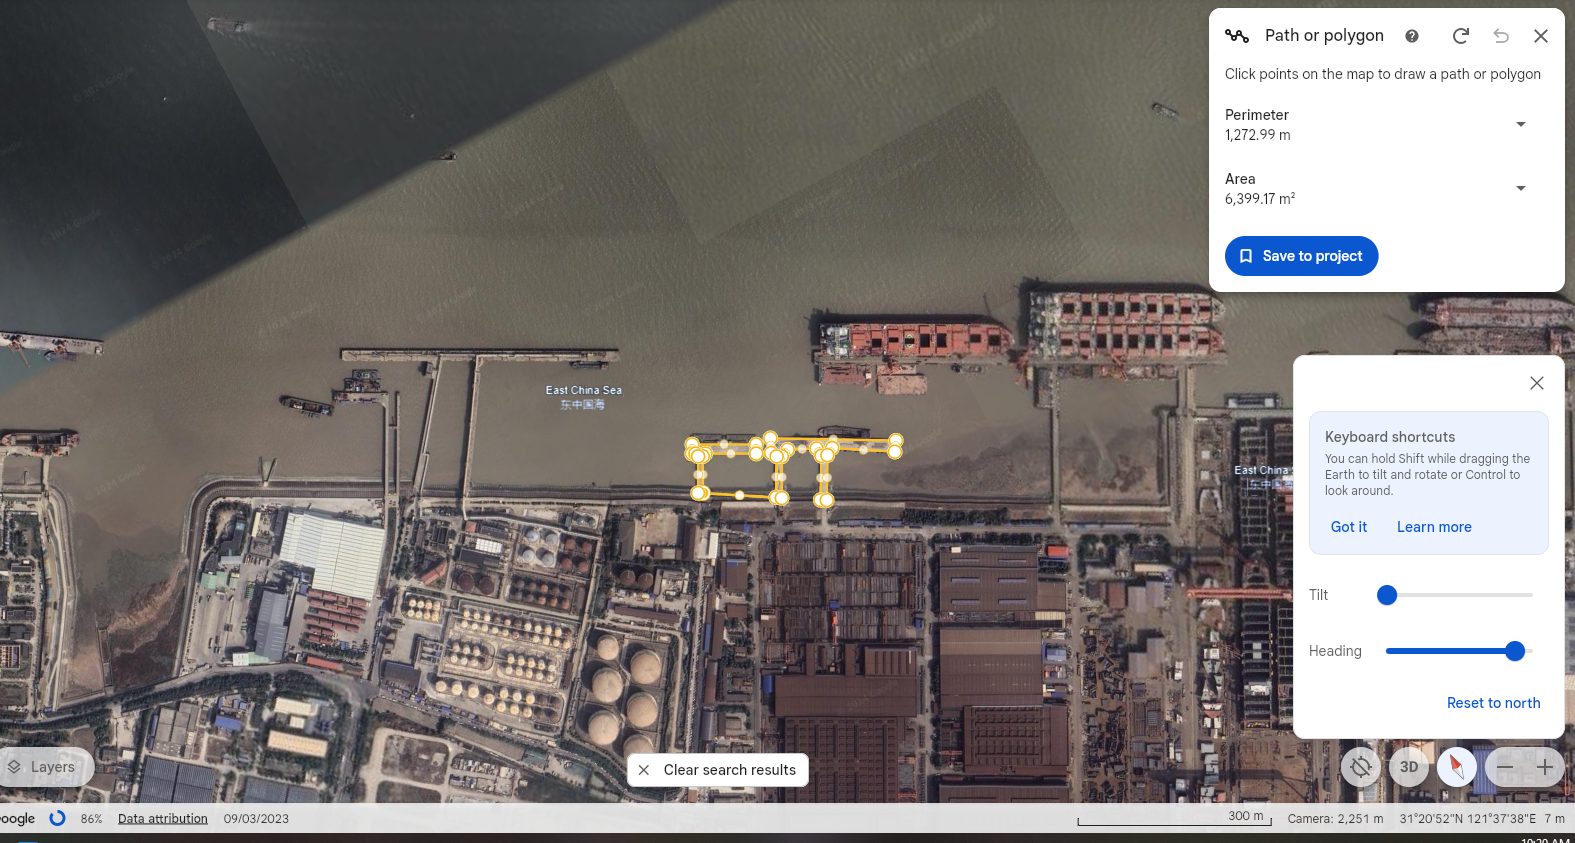 Path or polygon
Click points on the map to draw a path or polygon
Perimeter
1,272.99 m
Area
6,399.17 m²
Save to project
East China Sea
东中国海
East China
东中国海
Keyboard shortcuts
You can hold Shift while dragging the
Earth to tilt and rotate or Control to
look around.
Got it
Learn more
Tilt
Heading
Reset to north
Layers
Clear search results
3D
oogle
86%
Data attribution
09/03/2023
300 m
Camera: 2,251 m
31°20'52"N 121°37'38"E
7 m